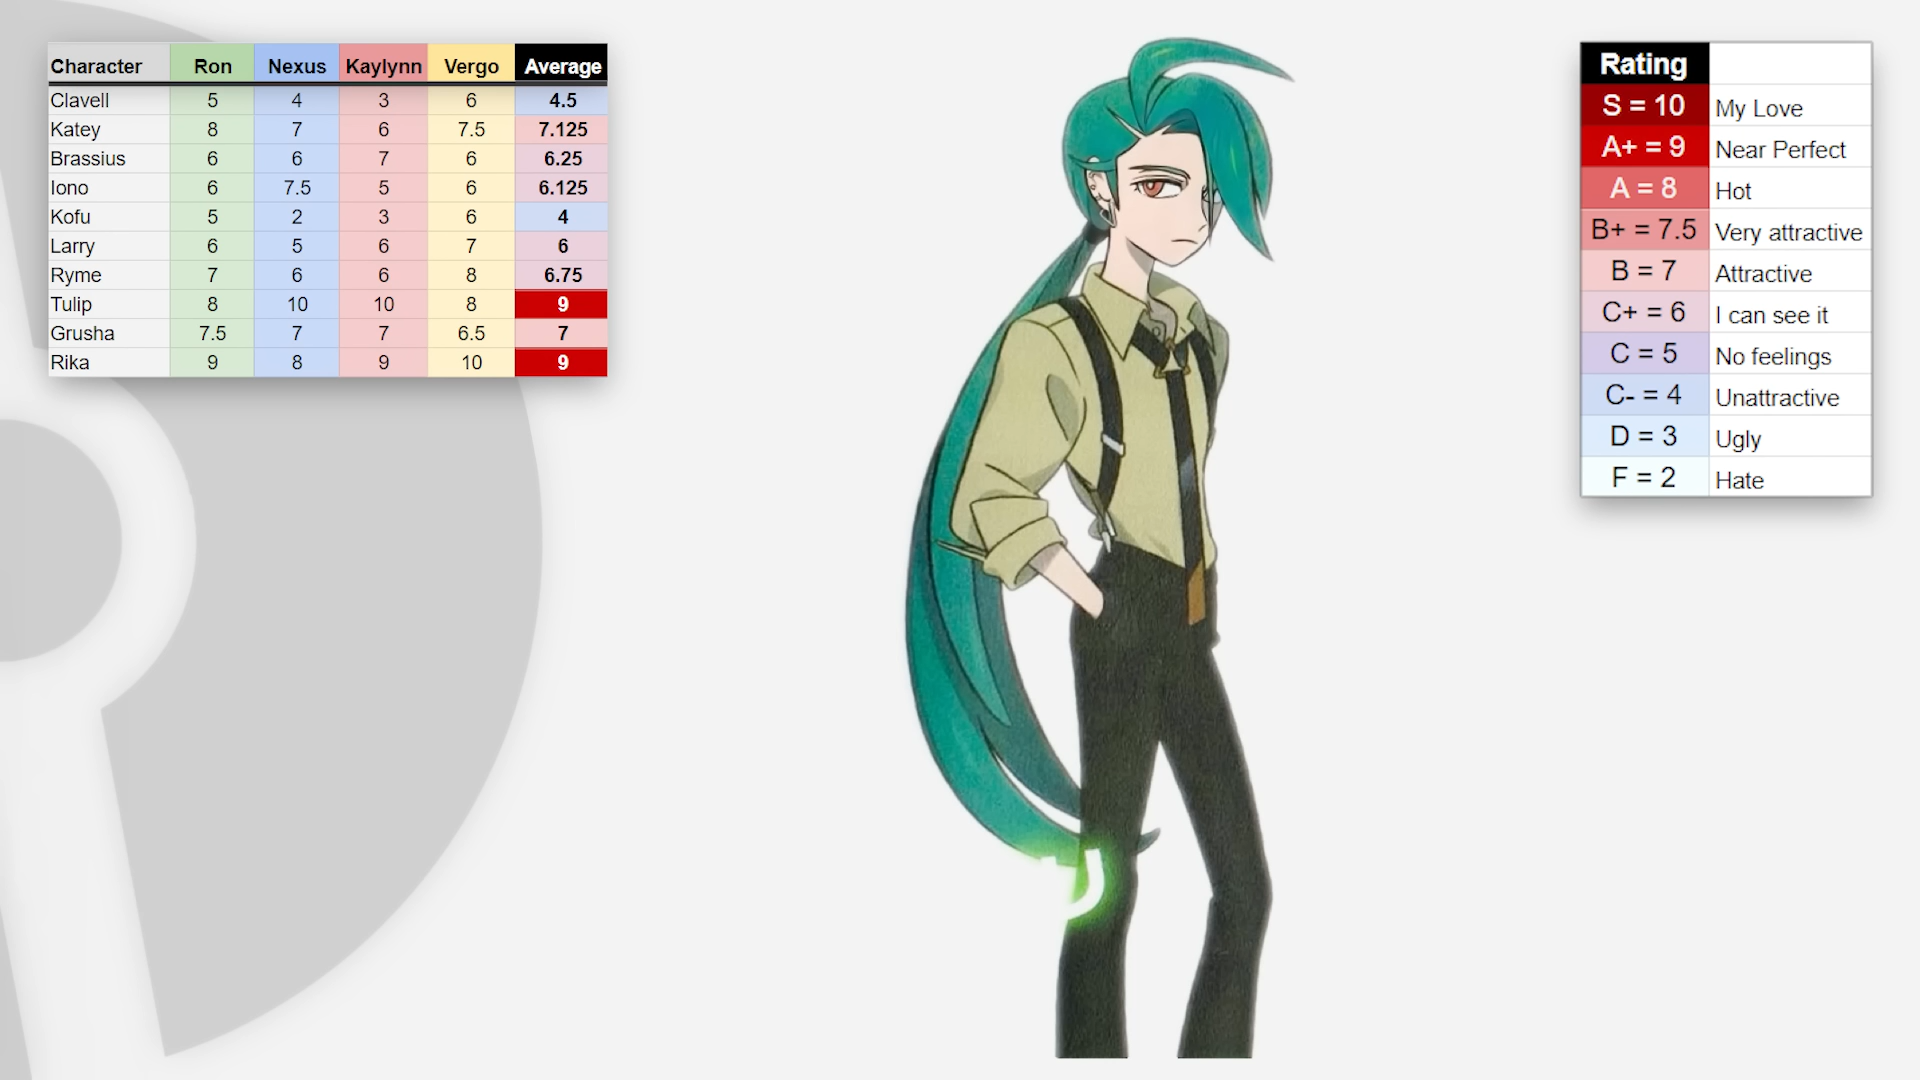 Character Ron Nexus Kaylynn Vergo Average
Clavell 5 4 3 6 4.5
Katey 8 7 6 7.5 7.125
Brassius 6 6 7 6 6.25
Iono 6 7.5 5 6 6.125
Kofu 5 2 3 6 4
Larry 6 5 6 7 6
Ryme 7 6 6 8 6.75
Tulip 8 10 10 8 9
Grusha 7.5 7 7 6.5 7
Rika 9 8 9 10 9
Rating
S = 10 My Love
A+ = 9 Near Perfect
A = 8 Hot
B+ = 7.5 Very attractive
B = 7 Attractive
C+ = 6 I can see it
C = 5 No feelings
C- = 4 Unattractive
D = 3 Ugly
F = 2 Hate